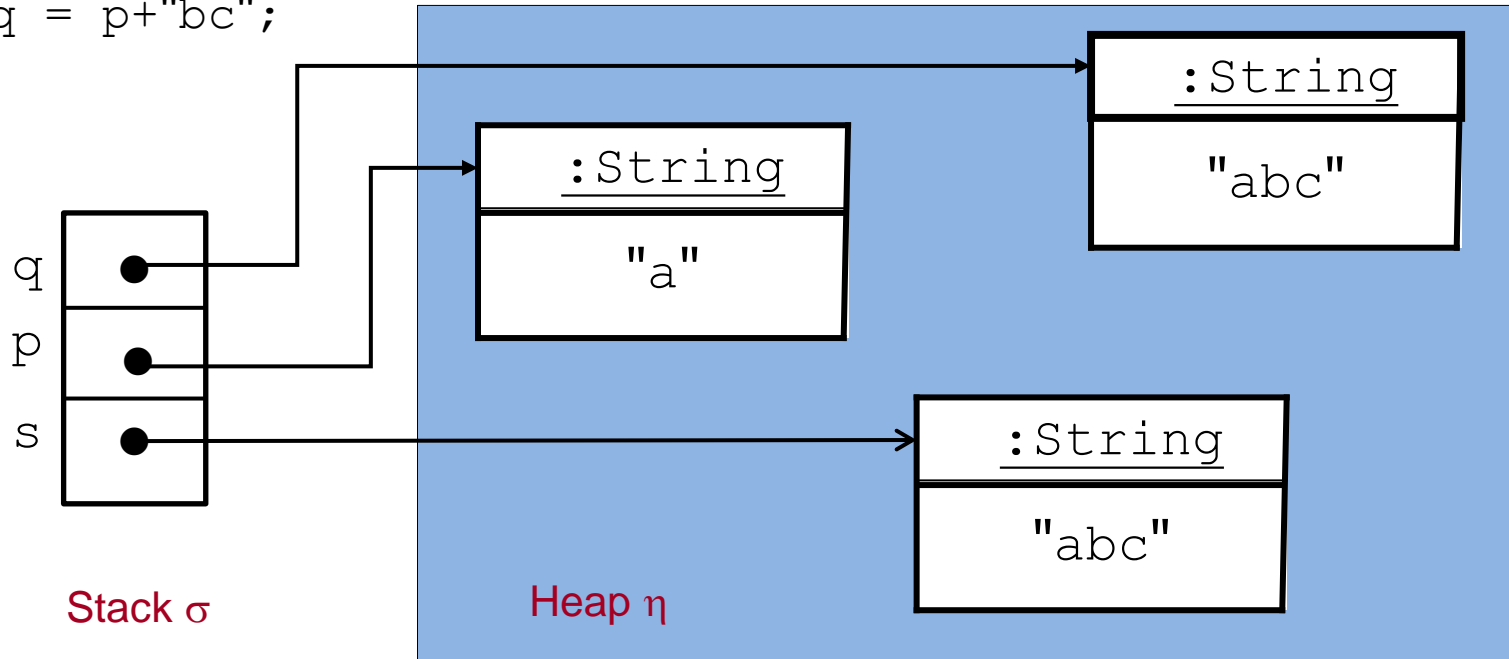 q = p+"bc";
:String
"abc"
:String
"a"
q
p
s
:String
"abc"
Stack σ
Heap η